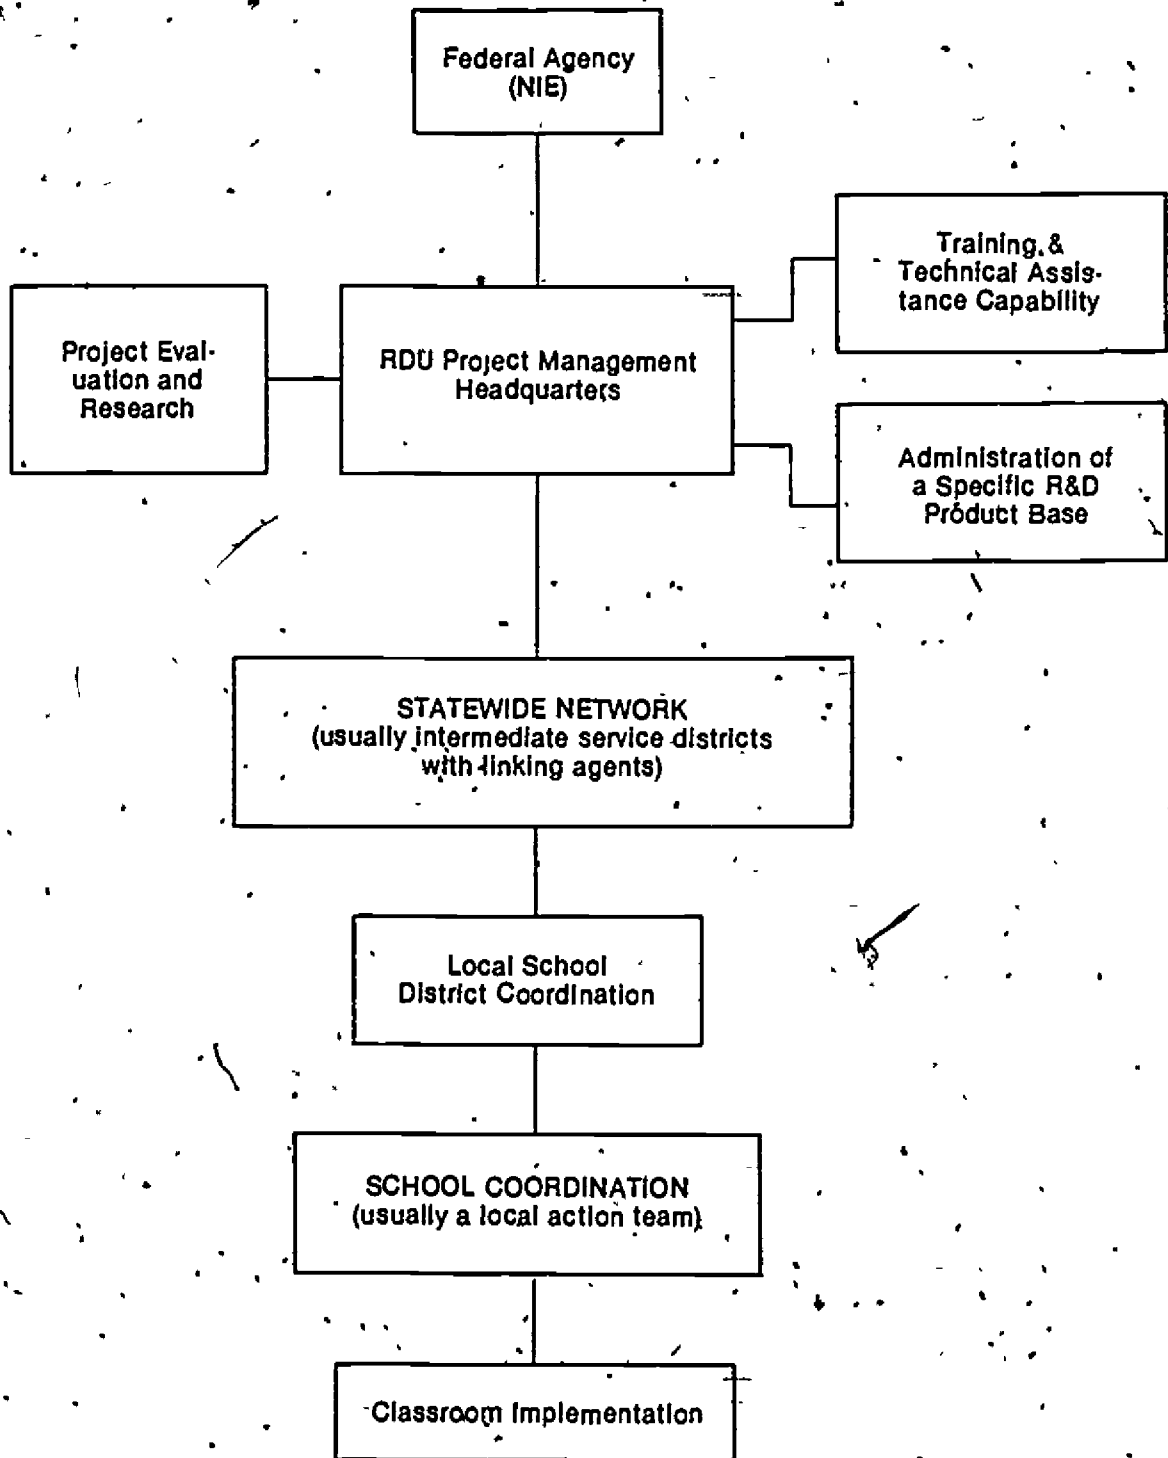 Federal Agency
(NIE)
Training &
Technical Assis-
tance Capability
Project Eval-
uation and
Research
RDU Project Management
Headquarters
Administration of
a Specific R&D
Product Base
STATEWIDE NETWORK
(usually intermediate service districts
with linking agents)
Local School
District Coordination
SCHOOL COORDINATION
(usually a local action team)
Classroom Implementation